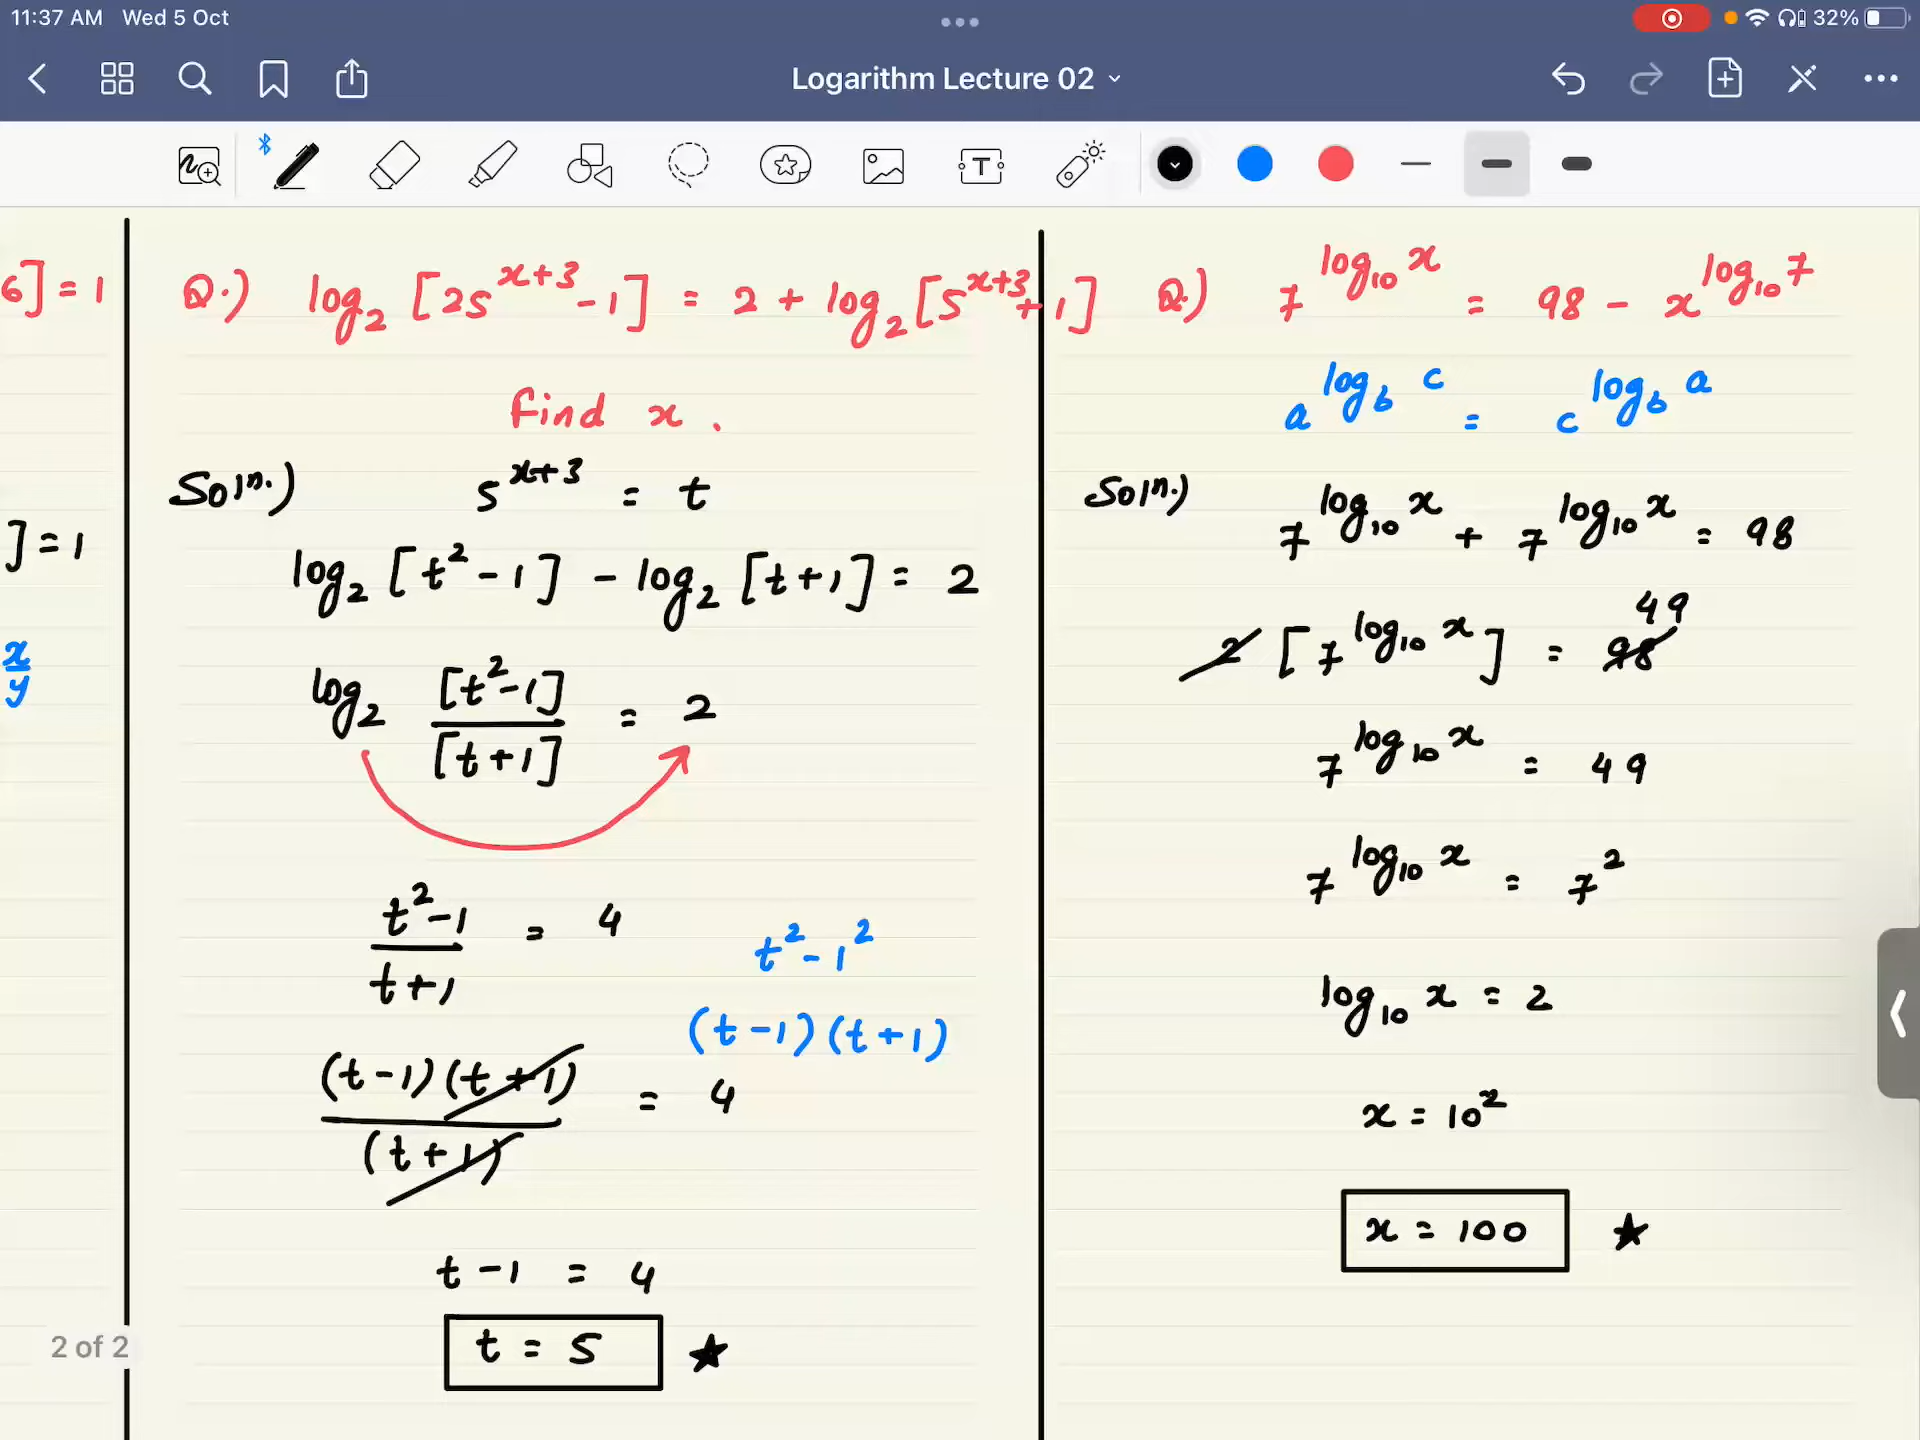 11:37 AM Wed 5 Oct
32%
Logarithm Lecture 02
T
6] = 1
] = 1
x/y
Q.) log₂ [25^(x+3) - 1] = 2 + log₂ [5^(x+3) + 1]
Find x.
Solⁿ.) 5^(x+3) = t
log₂ [t² - 1] - log₂ [t + 1] = 2
log₂ [t² - 1]/[t + 1] = 2
(t² - 1)/(t + 1) = 4
t² - 1²
(t - 1)(t + 1)
(t - 1)(t + 1)/(t + 1) = 4
t - 1 = 4
t = 5 ★
Q.) 7^(log₁₀ x) = 98 - x^(log₁₀ 7)
a^(log_b c) = c^(log_b a)
Solⁿ.) 7^(log₁₀ x) + 7^(log₁₀ x) = 98
49
2 [7^(log₁₀ x)] = 98
7^(log₁₀ x) = 49
7^(log₁₀ x) = 7²
log₁₀ x = 2
x = 10²
x = 100 ★
2 of 2